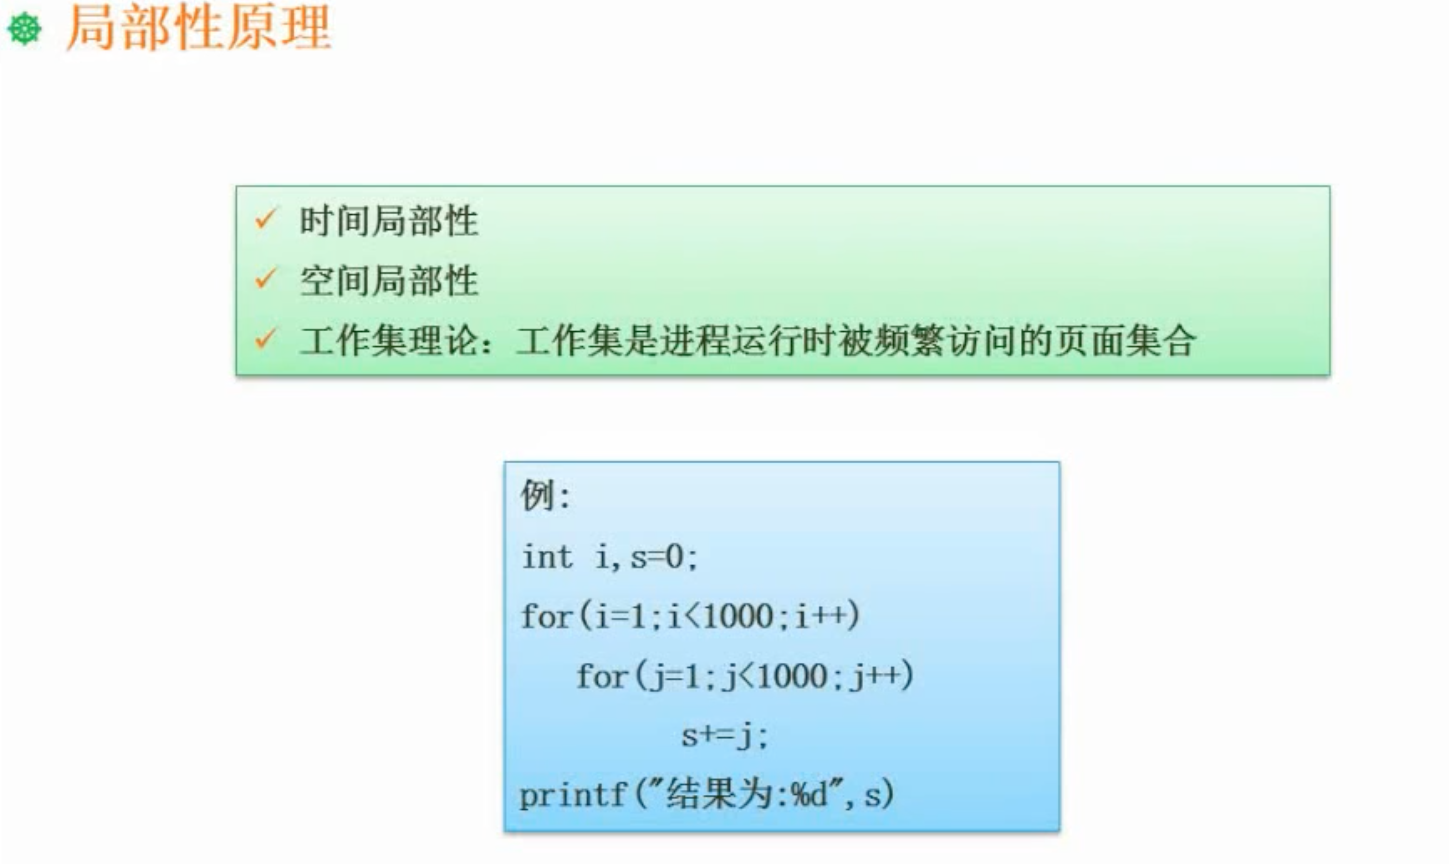 局部性原理
时间局部性
空间局部性
工作集理论：工作集是进程运行时被频繁访问的页面集合
例:
int i,s=0;
for(i=1;i<1000;i++)
for(j=1;j<1000;j++)
s+=j;
printf("结果为:%d",s)